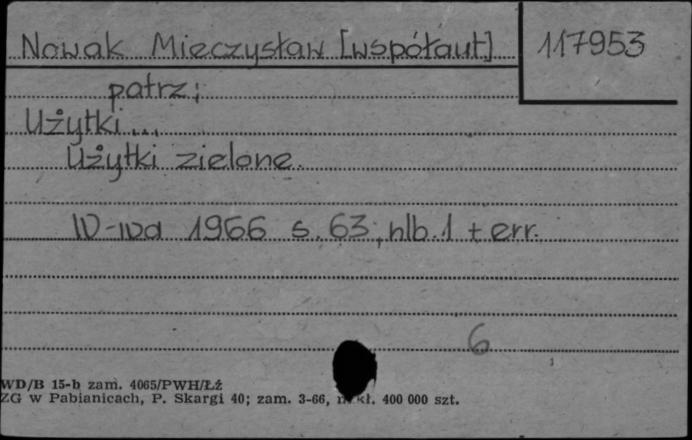 Nowak Mieczysław [współaut] 117953
patrz:
Użytki...
Użytki zielone.
W-wa 1966 s. 63, nlb. 1 + err.
6
WD/B 15-b zam. 4065/PWH/Łź
ZG w Pabianicach, P. Skargi 40; zam. 3-66, kł. 400 000 szt.